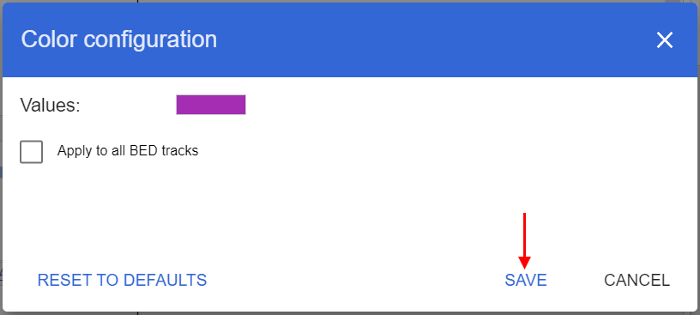 Color configuration
Values:
Apply to all BED tracks
RESET TO DEFAULTS SAVE CANCEL